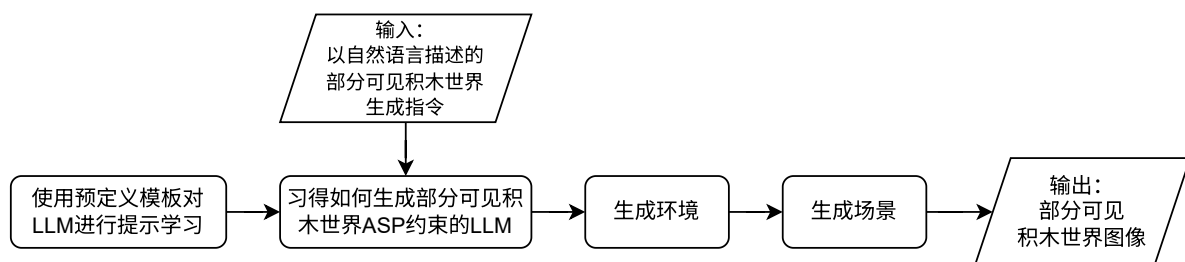 输入：
以自然语言描述的
部分可见积木世界
生成指令
使用预定义模板对
LLM进行提示学习
习得如何生成部分可见积
木世界ASP约束的LLM
生成环境
生成场景
输出：
部分可见
积木世界图像